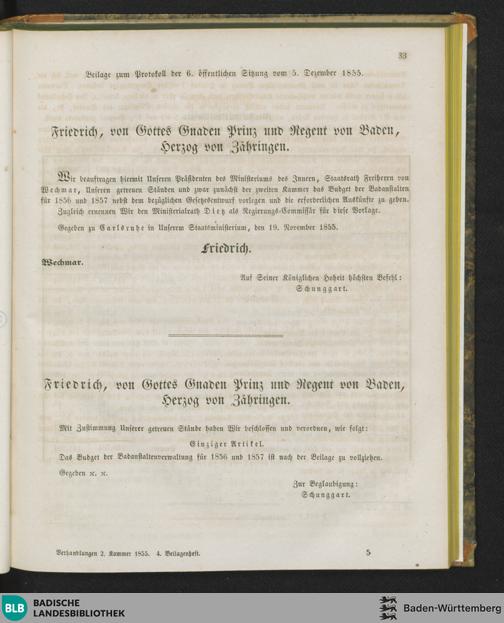 33
Beilage zum Protokoll der 6. öffentlichen Sitzung vom 5. Dezember 1855.
Friedrich, von Gottes Gnaden Prinz und Regent von Baden,
Herzog von Zähringen.
Wir beauftragen hiermit Unseren Präsidenten des Ministeriums des Innern, Staatsrath Freiherrn von
Wechmar, Unseren getreuen Ständen und zwar zunächst der zweiten Kammer das Budget der Badanstalten
für 1856 und 1857 nebst dem bezüglichen Gesetzesentwurf vorlegen und die erforderlichen Auskünfte zu geben.
Zugleich ernennen Wir den Ministerialrath Dietz als Regierungs-Commissär für diese Vorlage.
Gegeben zu Carlsruhe in Unserem Staatsministerium, den 19. November 1855.
Friedrich.
Wechmar.
Auf Seiner Königlichen Hoheit höchsten Befehl:
Schunggart.
Friedrich, von Gottes Gnaden Prinz und Regent von Baden,
Herzog von Zähringen.
Mit Zustimmung Unserer getreuen Stände haben Wir beschlossen und verordnen, wie folgt:
Einziger Artikel.
Das Budget der Badanstaltenverwaltung für 1856 und 1857 ist nach der Beilage zu vollziehen.
Gegeben ꝛc. ꝛc.
Zur Beglaubigung:
Schunggart.
Verhandlungen 2. Kammer 1855. 4. Beilagenheft. 5
BLB BADISCHE
LANDESBIBLIOTHEK
Baden-Württemberg